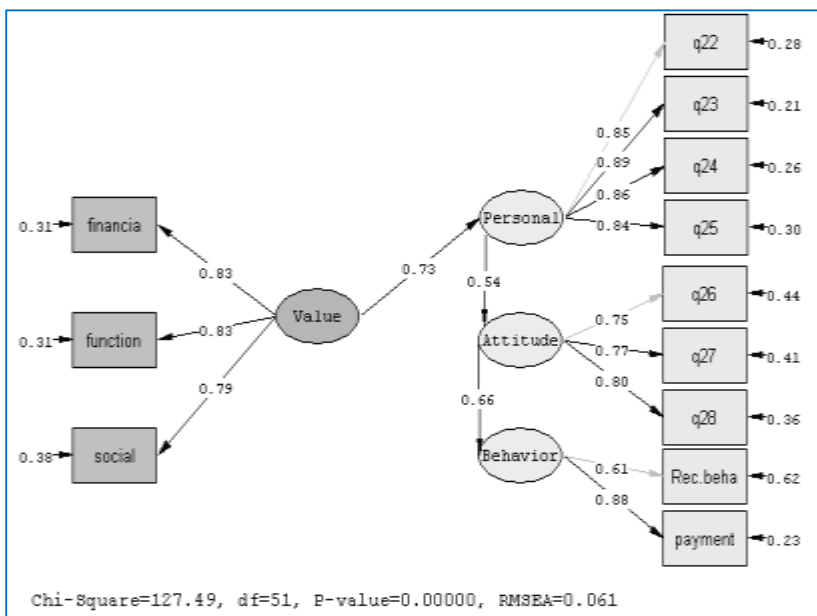 q22
0.28
0.85
q23
0.21
0.89
q24
0.26
0.86
0.31
financia
Personal
0.84
q25
0.30
0.83
0.73
0.54
q26
0.44
0.75
0.31
function
0.83
Value
Attitude
0.77
q27
0.41
0.79
0.66
0.80
q28
0.36
0.38
social
Behavior
0.61
Rec.beha
0.62
0.88
payment
0.23
Chi-Square=127.49, df=51, P-value=0.00000, RMSEA=0.061